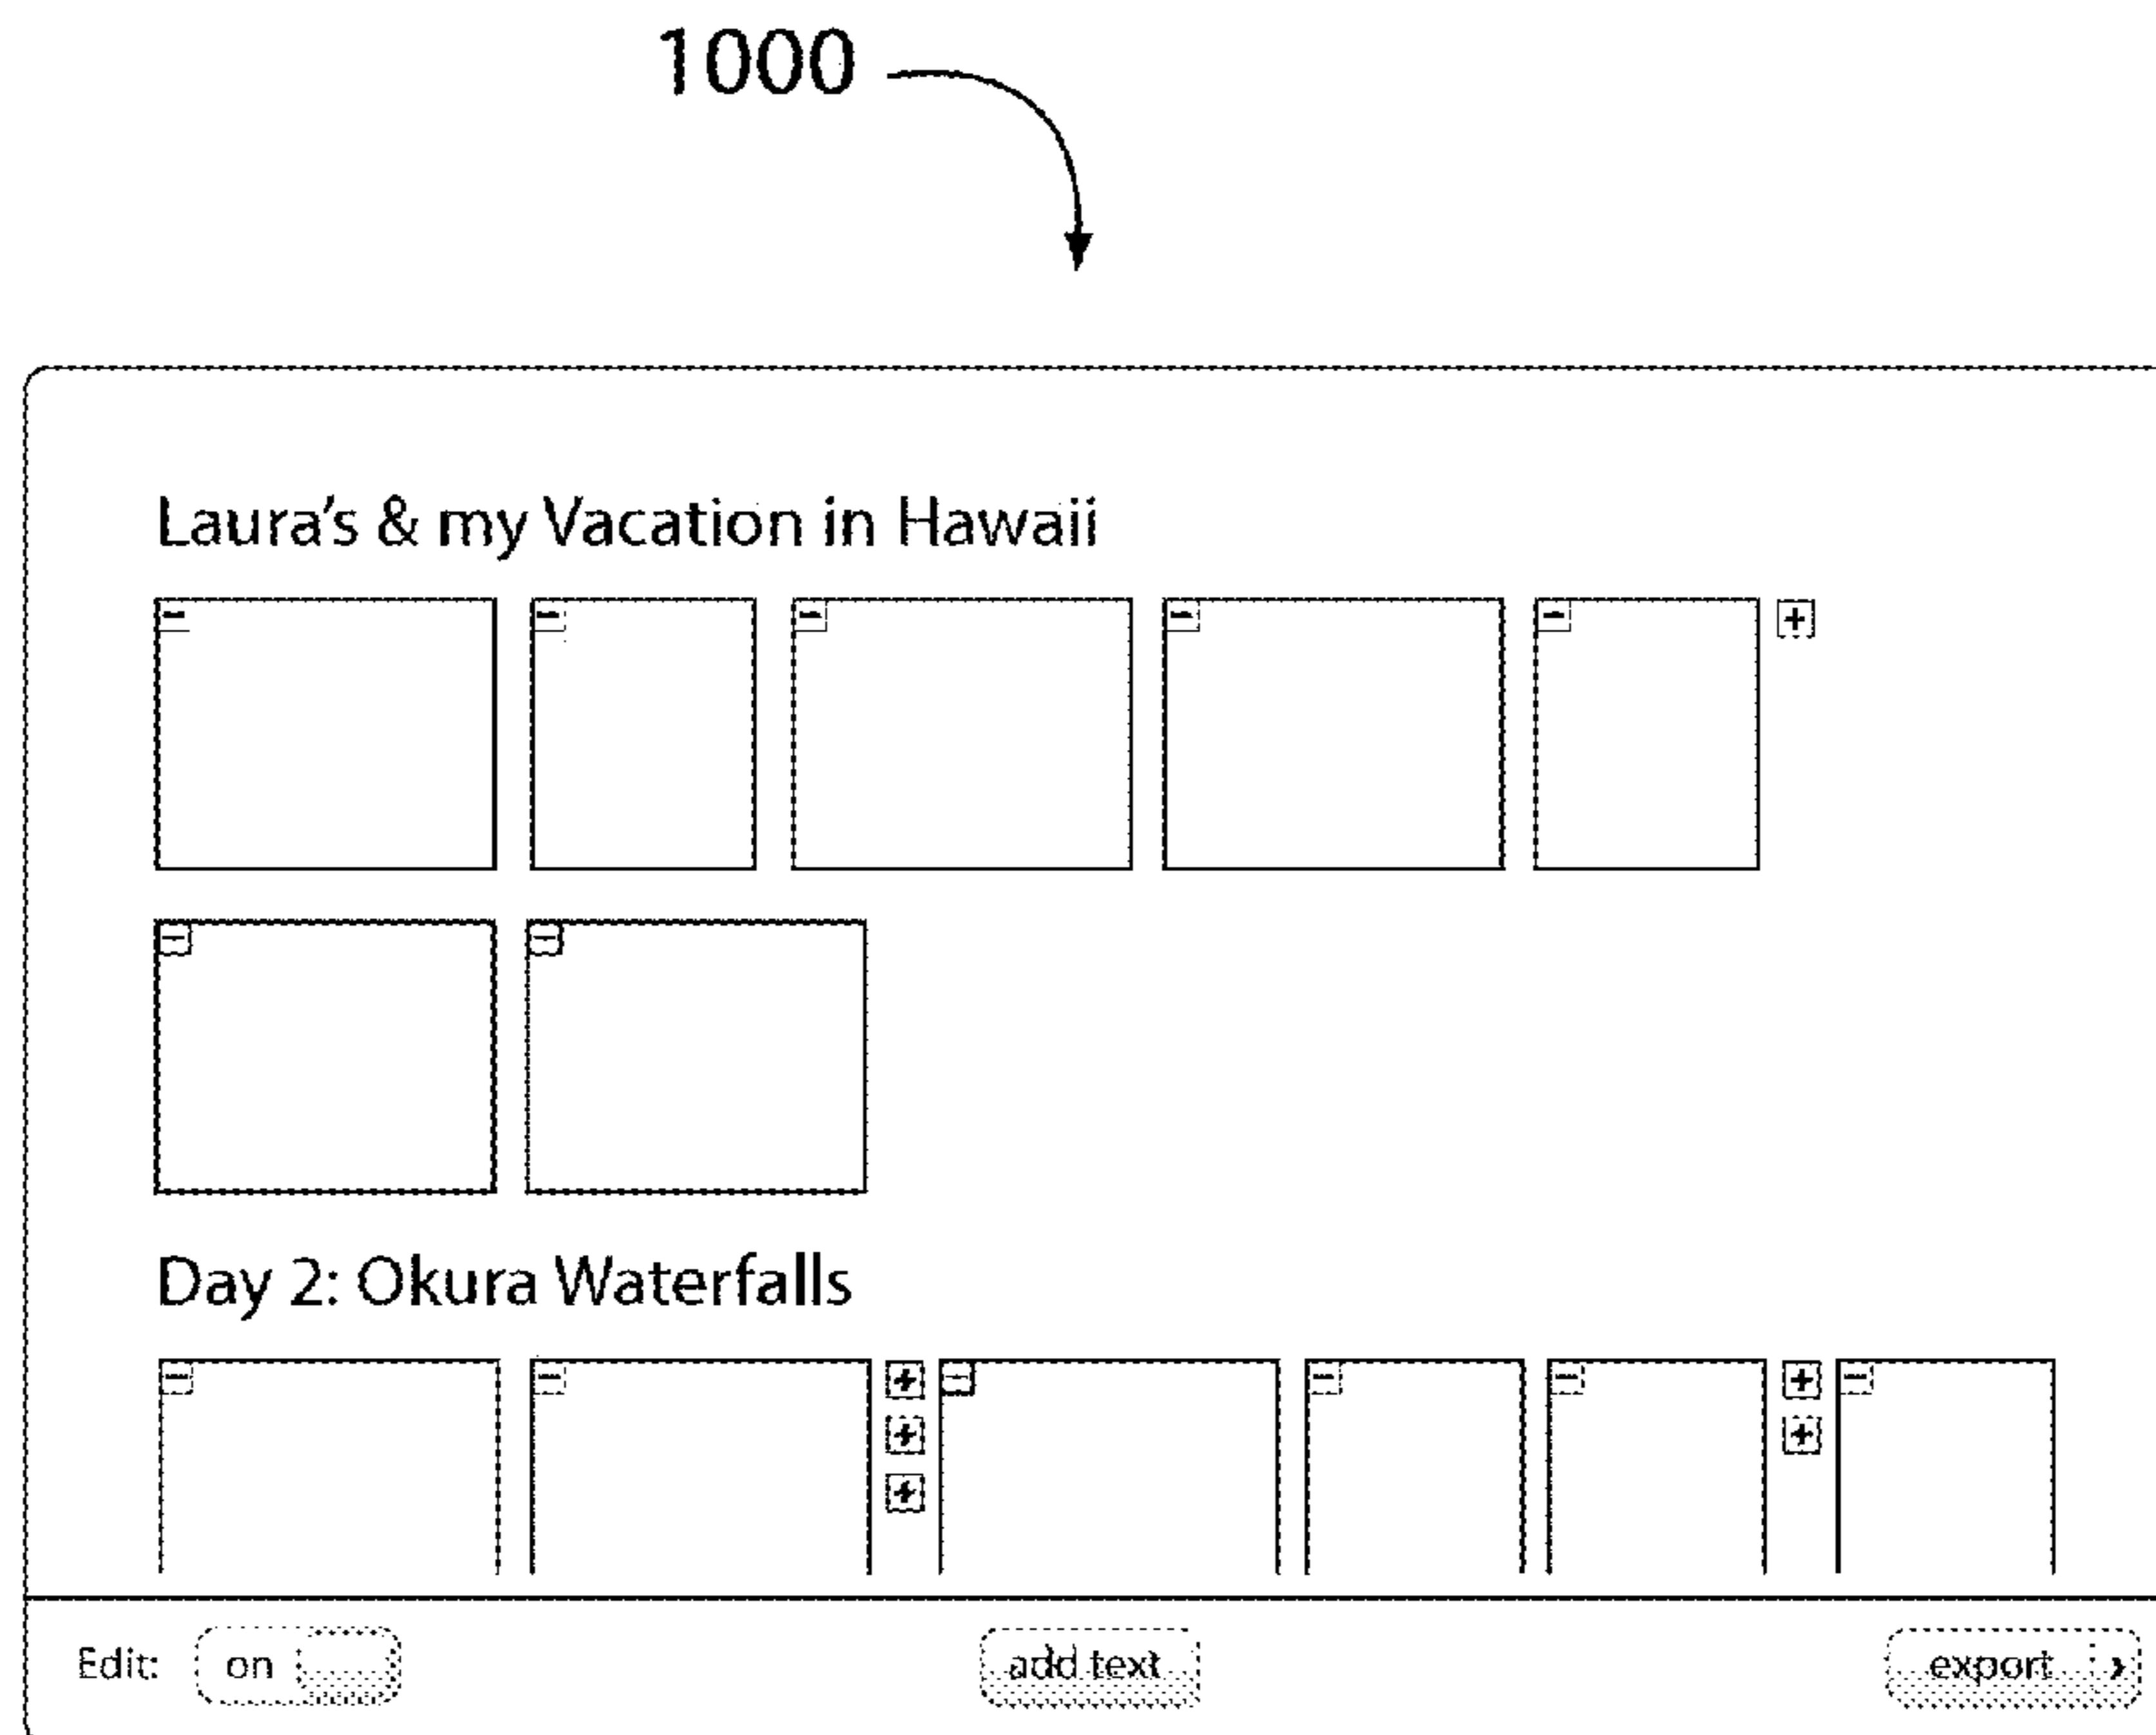 1000
Laura's & my Vacation in Hawaii
Day 2: Okura Waterfalls
Edit: on add text export